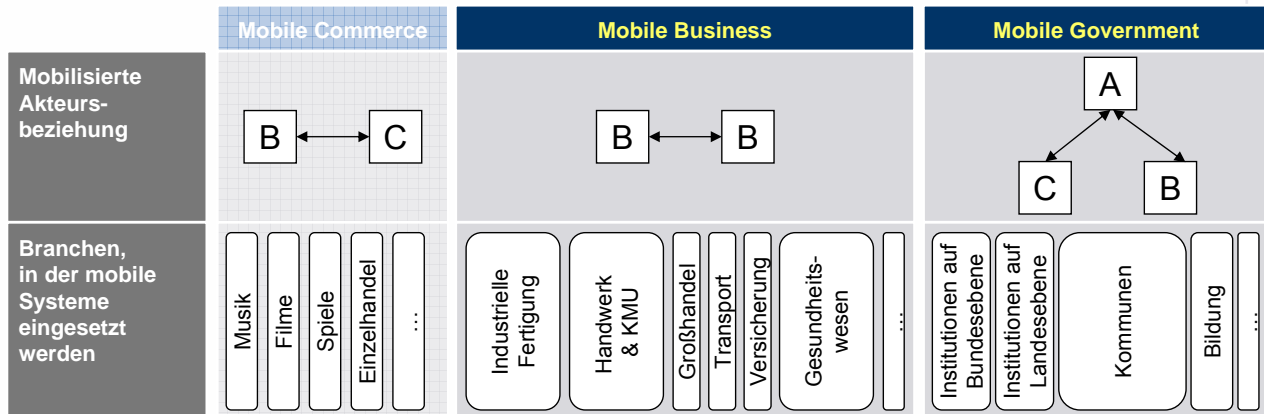 Mobile Commerce
Mobile Business
Mobile Government
Mobilisierte
Akteurs-
beziehung
B
C
B
B
A
C
B
Branchen,
in der mobile
Systeme
eingesetzt
werden
Musik
Filme
Spiele
Einzelhandel
…
Industrielle
Fertigung
Handwerk
& KMU
Großhandel
Transport
Versicherung
Gesundheits-
wesen
…
Institutionen auf
Bundesebene
Institutionen auf
Landesebene
Kommunen
Bildung
…